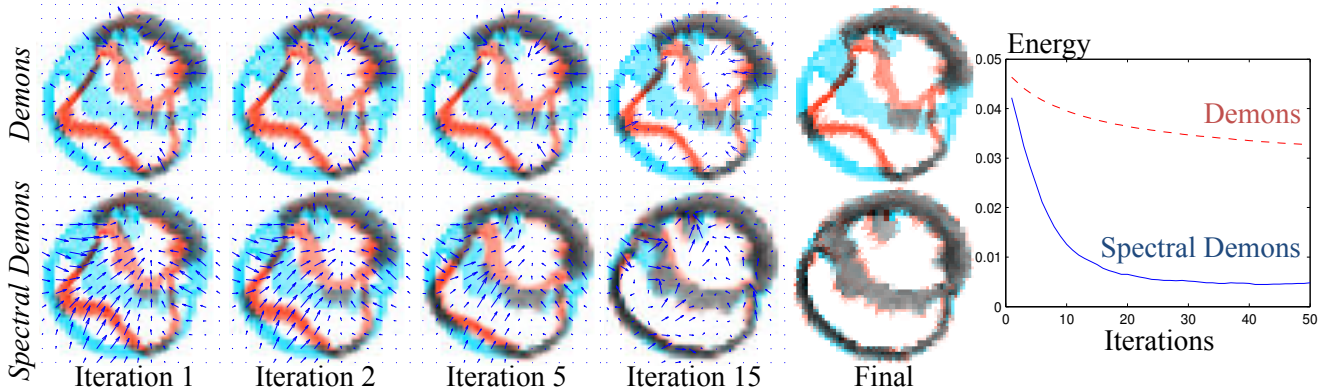 Demons
Spectral Demons
Iteration 1
Iteration 2
Iteration 5
Iteration 15
Final
Energy
0.05
0.04
0.03
0.02
0.01
0
Demons
Spectral Demons
0
10
20
30
40
50
Iterations